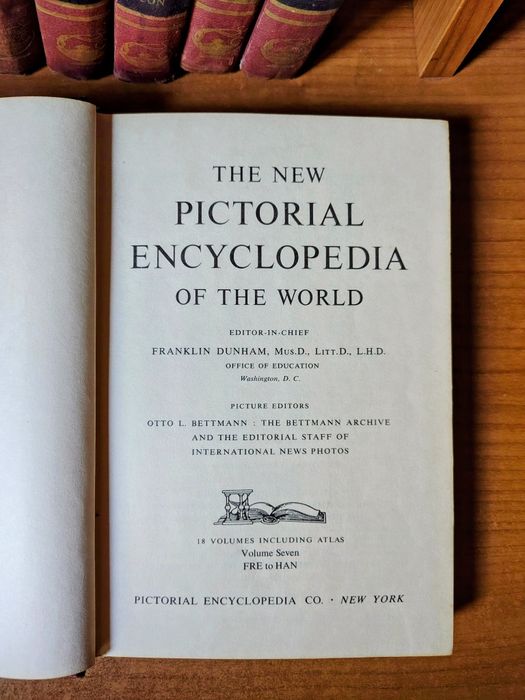 CON
THE NEW
PICTORIAL
ENCYCLOPEDIA
OF THE WORLD
EDITOR-IN-CHIEF
FRANKLIN DUNHAM, MUS.D., LITT.D., L.H.D.
OFFICE OF EDUCATION
Washington, D. C.
PICTURE EDITORS
OTTO L. BETTMANN : THE BETTMANN ARCHIVE
AND THE EDITORIAL STAFF OF
INTERNATIONAL NEWS PHOTOS
18 VOLUMES INCLUDING ATLAS
Volume Seven
FRE to HAN
PICTORIAL ENCYCLOPEDIA CO. · NEW YORK